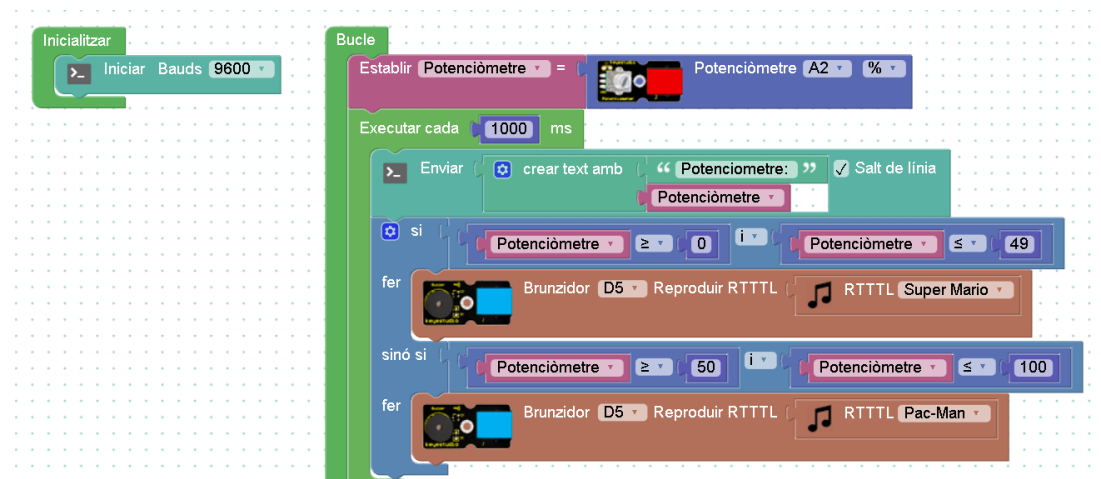 Inicialitzar
Iniciar Bauds 9600
Bucle
Establir Potenciòmetre = Potenciòmetre A2 %
Executar cada 1000 ms
Enviar crear text amb “ Potenciometre: ” Salt de línia
Potenciòmetre
si Potenciòmetre ≥ 0 i Potenciòmetre ≤ 49
fer Brunzidor D5 Reproduir RTTTL RTTTL Super Mario
keyestudio
sinó si Potenciòmetre ≥ 50 i Potenciòmetre ≤ 100
fer Brunzidor D5 Reproduir RTTTL RTTTL Pac-Man
keyestudio